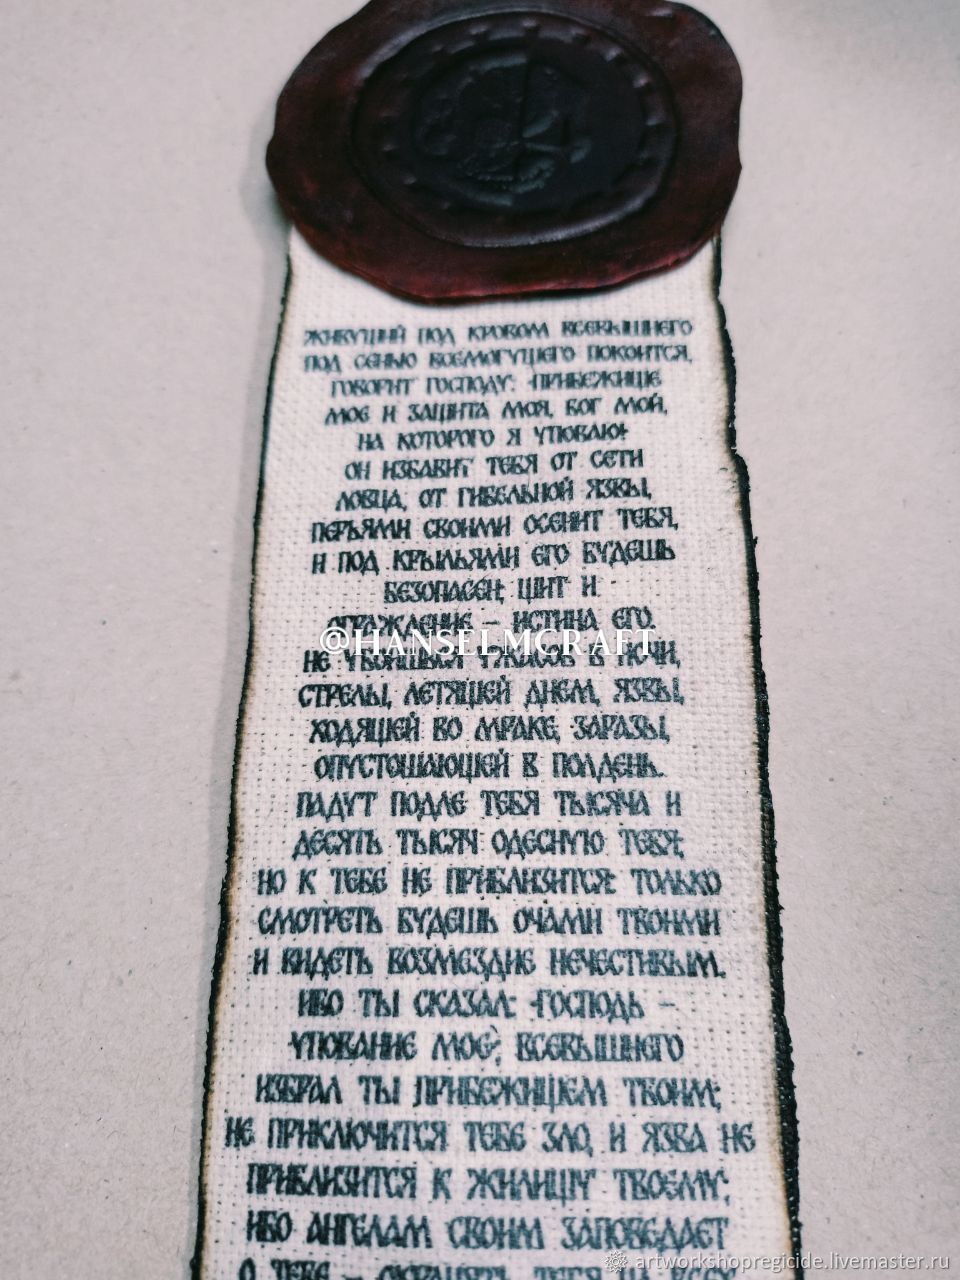 ЖИВУЩИЙ ПОД КРОВОМ ВСЕВЫШНЕГО
ПОД СЕНЬЮ ВСЕМОГУЩЕГО ПОКОИТСЯ,
ГОВОРИТ ГОСПОДУ: «ПРИБЕЖИЩЕ
МОЕ И ЗАЩИТА МОЯ, БОГ МОЙ,
НА КОТОРОГО Я УПОВАЮ!»
ОН ИЗБАВИТ ТЕБЯ ОТ СЕТИ
ЛОВЦА, ОТ ГИБЕЛЬНОЙ ЯЗВЫ,
ПЕРЬЯМИ СВОИМИ ОСЕНИТ ТЕБЯ,
И ПОД КРЫЛЬЯМИ ЕГО БУДЕШЬ
БЕЗОПАСЕН; ЩИТ И
ОГРАЖДЕНИЕ – ИСТИНА ЕГО.
@HANSELMCRAFT
НЕ УБОИШЬСЯ УЖАСОВ В НОЧИ,
СТРЕЛЫ, ЛЕТЯЩЕЙ ДНЕМ, ЯЗВЫ,
ХОДЯЩЕЙ ВО МРАКЕ, ЗАРАЗЫ,
ОПУСТОШАЮЩЕЙ В ПОЛДЕНЬ.
ПАДУТ ПОДЛЕ ТЕБЯ ТЫСЯЧА И
ДЕСЯТЬ ТЫСЯЧ ОДЕСНУЮ ТЕБЯ;
НО К ТЕБЕ НЕ ПРИБЛИЗИТСЯ: ТОЛЬКО
СМОТРЕТЬ БУДЕШЬ ОЧАМИ ТВОИМИ
И ВИДЕТЬ ВОЗМЕЗДИЕ НЕЧЕСТИВЫМ.
ИБО ТЫ СКАЗАЛ: «ГОСПОДЬ –
УПОВАНИЕ МОЕ»; ВСЕВЫШНЕГО
ИЗБРАЛ ТЫ ПРИБЕЖИЩЕМ ТВОИМ;
НЕ ПРИКЛЮЧИТСЯ ТЕБЕ ЗЛО, И ЯЗВА НЕ
ПРИБЛИЗИТСЯ К ЖИЛИЩУ ТВОЕМУ;
ИБО АНГЕЛАМ СВОИМ ЗАПОВЕДАЕТ
О ТЕБЕ – ОХРАНЯТЬ ТЕБЯ НА ВСЕХ
artworkshopregicide.livemaster.ru